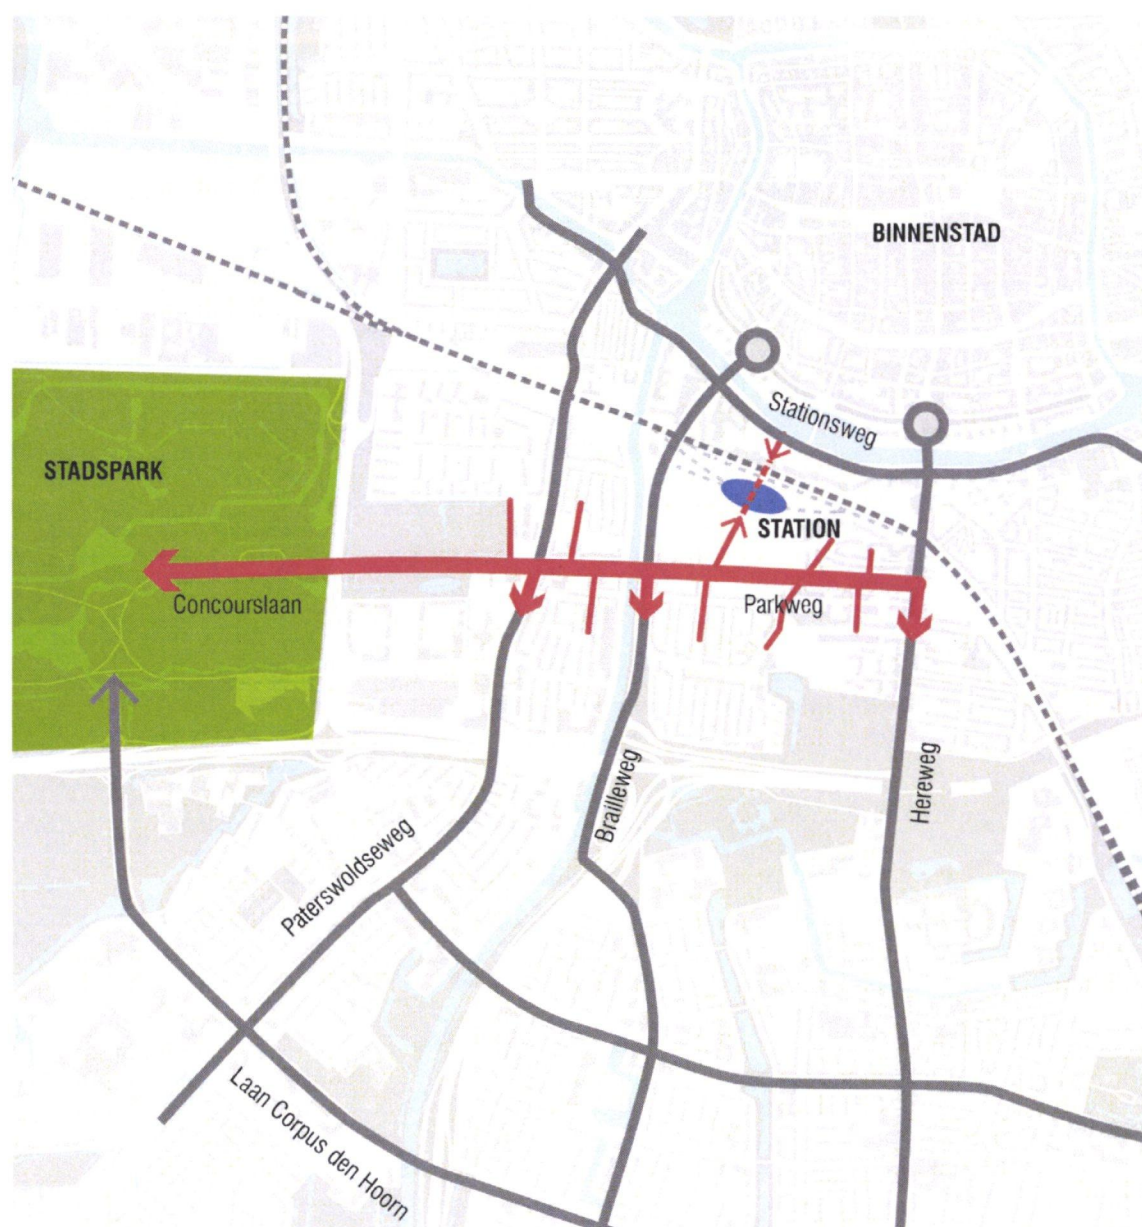 BINNENSTAD
Stationsweg
STADSPARK
STATION
Concourslaan
Parkweg
Brailleweg
Hereweg
Paterswoldseweg
Laan Corpus den Hoorn